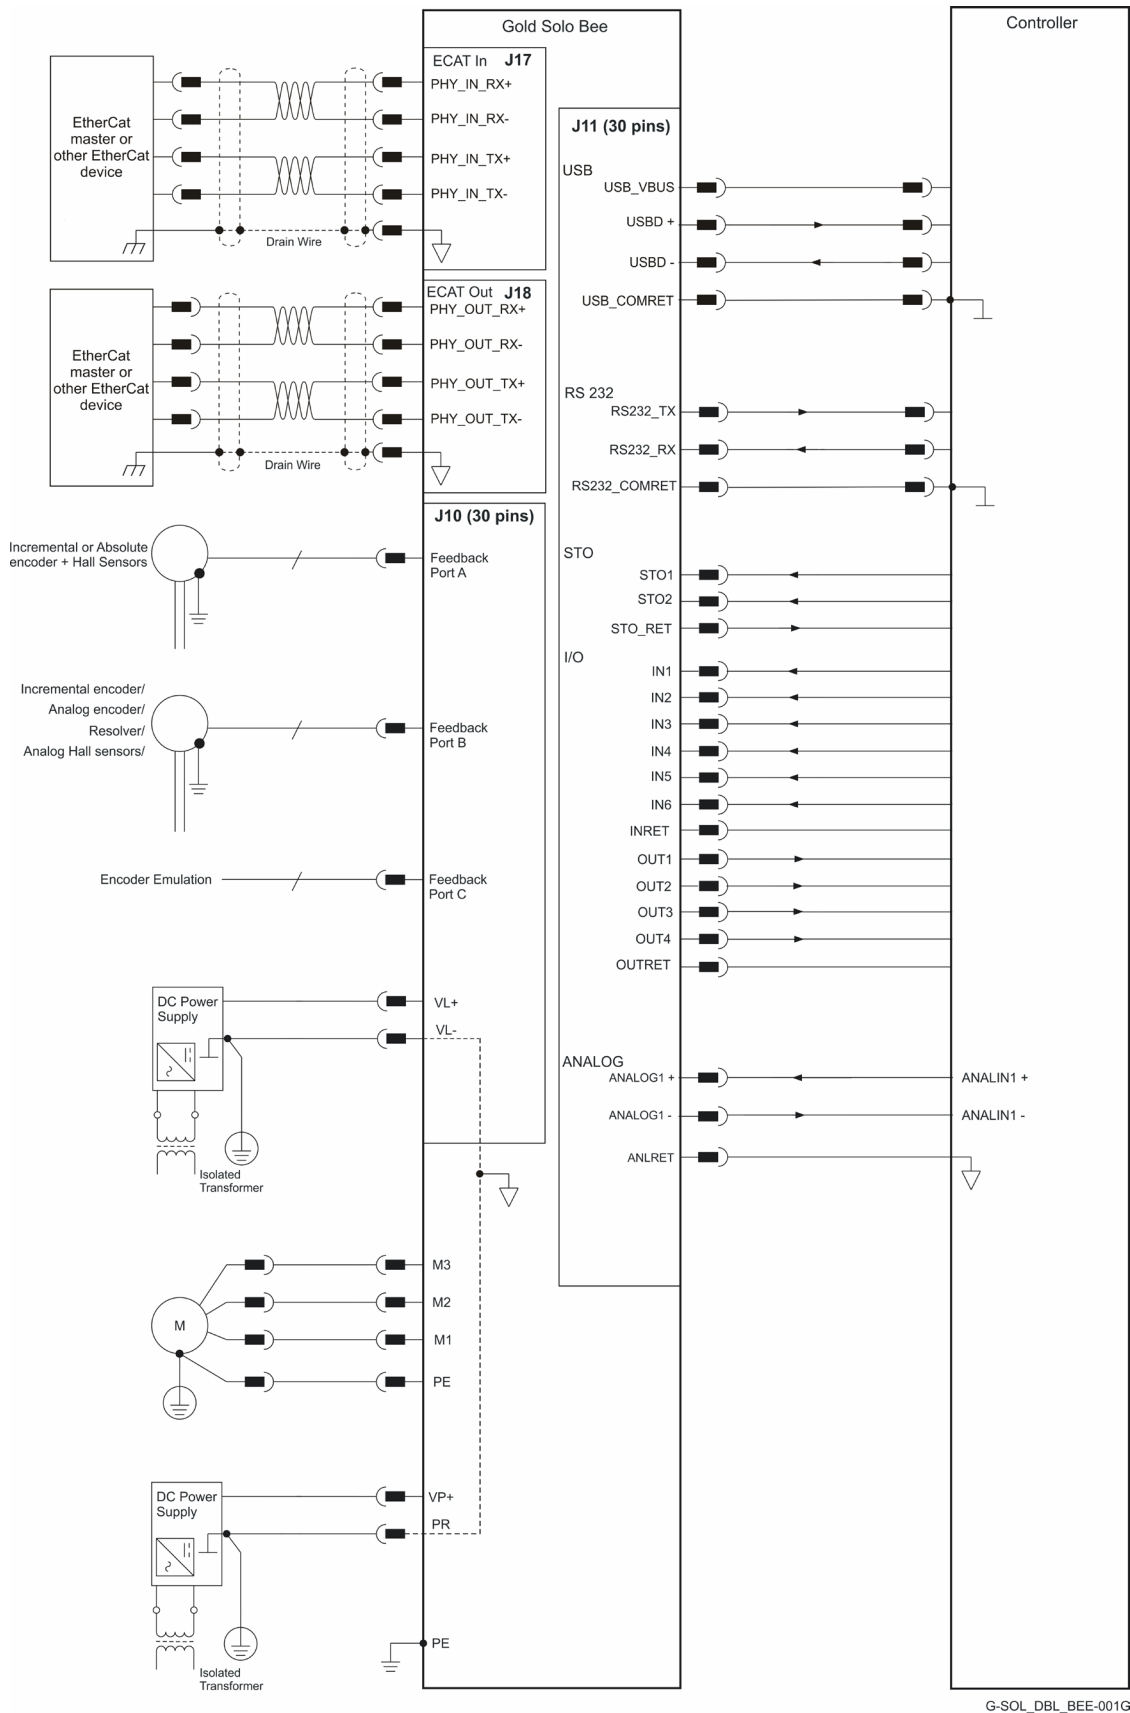 Gold Solo Bee
Controller
ECAT In J17
PHY_IN_RX+
PHY_IN_RX-
PHY_IN_TX+
PHY_IN_TX-
EtherCat
master or
other EtherCat
device
Drain Wire
ECAT Out J18
PHY_OUT_RX+
PHY_OUT_RX-
PHY_OUT_TX+
PHY_OUT_TX-
EtherCat
master or
other EtherCat
device
Drain Wire
J10 (30 pins)
Incremental or Absolute
encoder + Hall Sensors
Feedback
Port A
Incremental encoder/
Analog encoder/
Resolver/
Analog Hall sensors/
Feedback
Port B
Encoder Emulation
Feedback
Port C
DC Power
Supply
VL+
VL-
Isolated
Transformer
M
M3
M2
M1
PE
DC Power
Supply
VP+
PR
Isolated
Transformer
PE
J11 (30 pins)
USB
USB_VBUS
USBD +
USBD -
USB_COMRET
RS 232
RS232_TX
RS232_RX
RS232_COMRET
STO
STO1
STO2
STO_RET
I/O
IN1
IN2
IN3
IN4
IN5
IN6
INRET
OUT1
OUT2
OUT3
OUT4
OUTRET
ANALOG
ANALOG1 +
ANALOG1 -
ANLRET
ANALIN1 +
ANALIN1 -
G-SOL_DBL_BEE-001G